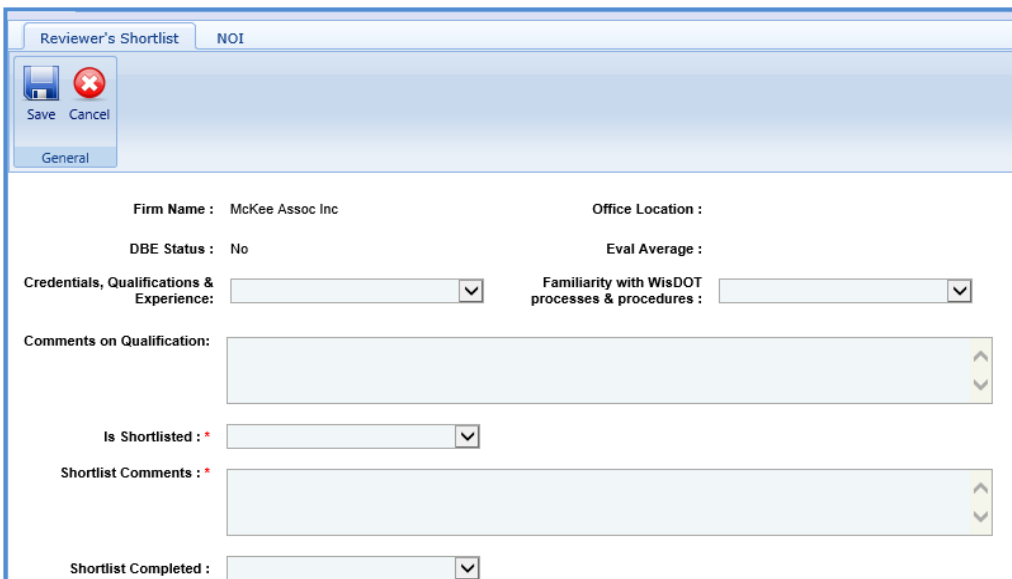 Reviewer's Shortlist NOI
Save Cancel
General
Firm Name : McKee Assoc Inc Office Location :
DBE Status : No Eval Average :
Credentials, Qualifications & Familiarity with WisDOT
Experience: processes & procedures :
Comments on Qualification:
Is Shortlisted : *
Shortlist Comments : *
Shortlist Completed :